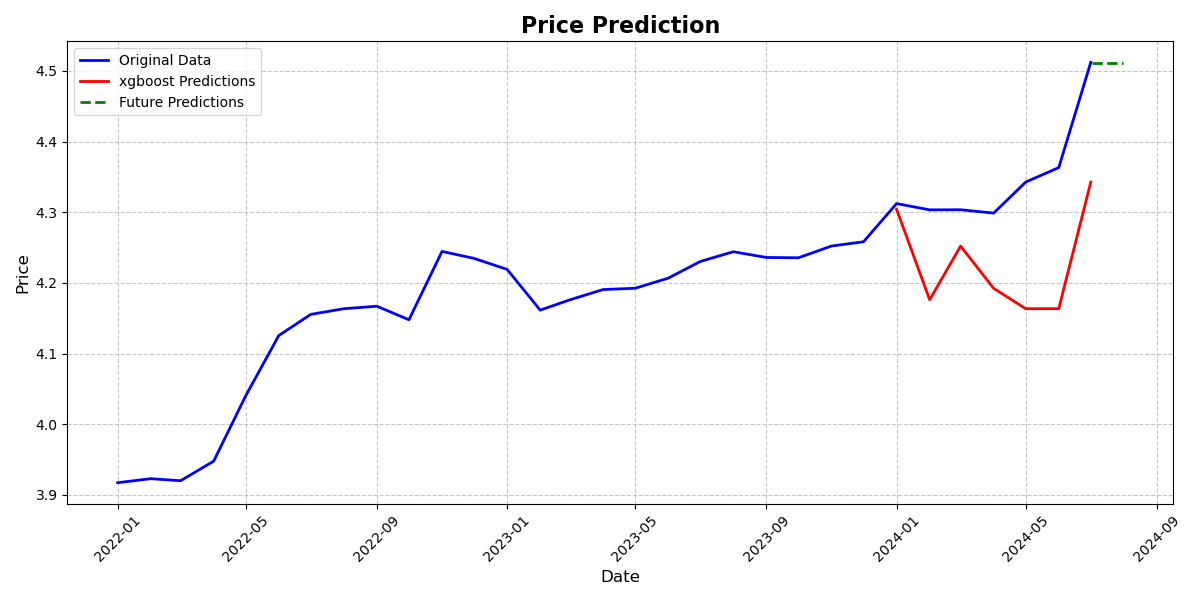 Price Prediction
Original Data
xgboost Predictions
Future Predictions
4.5
4.4
4.3
4.2
4.1
4.0
3.9
Price
2022-01
2022-05
2022-09
2023-01
2023-05
2023-09
2024-01
2024-05
2024-09
Date